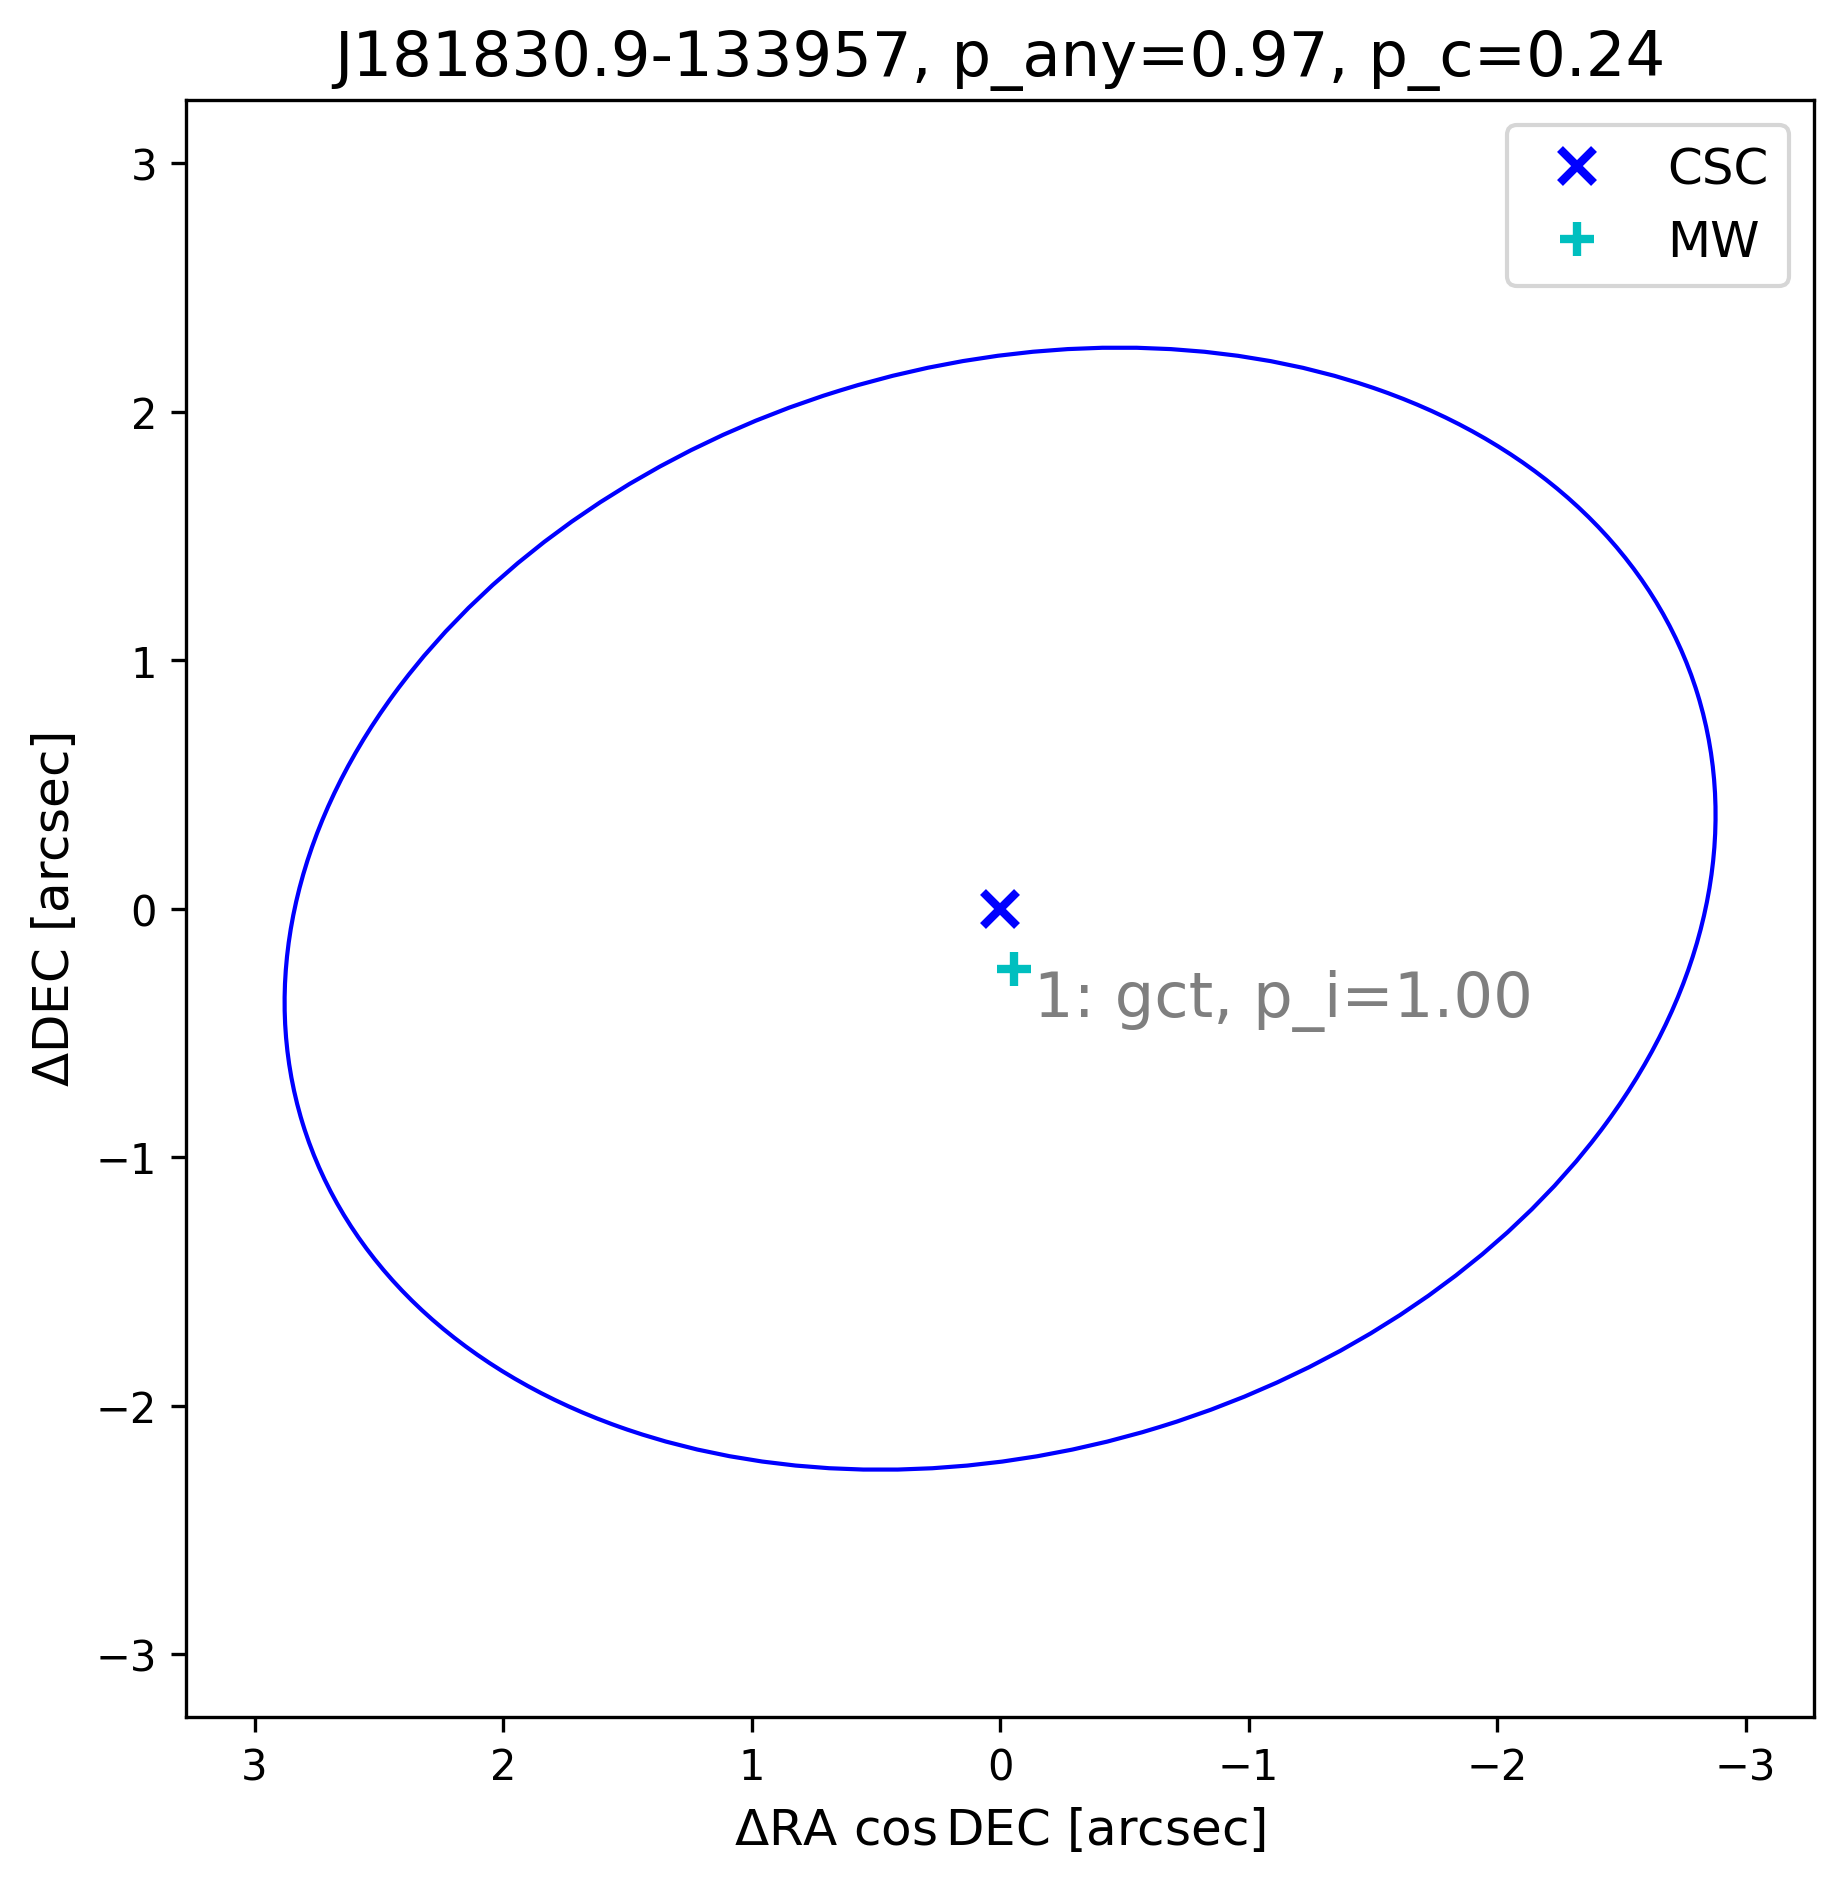 J181830.9-133957, p_any=0.97, p_c=0.24
CSC
MW
3
2
1
0
−1
−2
−3
ΔDEC [arcsec]
1: gct, p_i=1.00
3
2
1
0
−1
−2
−3
ΔRA cos DEC [arcsec]